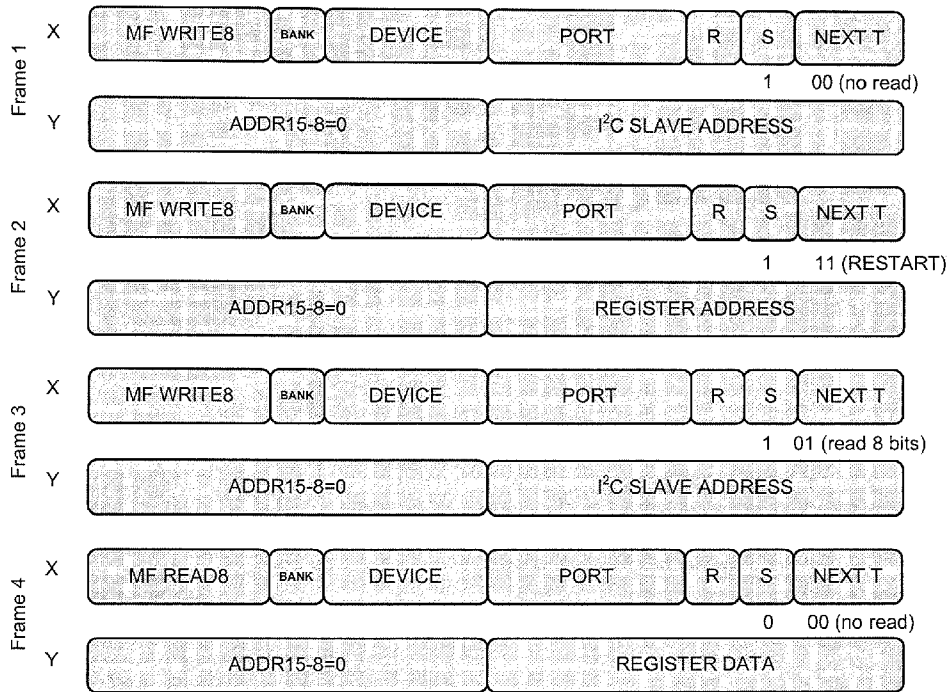 Frame 1
X MF WRITE8 BANK DEVICE PORT R S NEXT T
1 00 (no read)
Y ADDR15-8=0 I²C SLAVE ADDRESS
Frame 2
X MF WRITE8 BANK DEVICE PORT R S NEXT T
1 11 (RESTART)
Y ADDR15-8=0 REGISTER ADDRESS
Frame 3
X MF WRITE8 BANK DEVICE PORT R S NEXT T
1 01 (read 8 bits)
Y ADDR15-8=0 I²C SLAVE ADDRESS
Frame 4
X MF READ8 BANK DEVICE PORT R S NEXT T
0 00 (no read)
Y ADDR15-8=0 REGISTER DATA